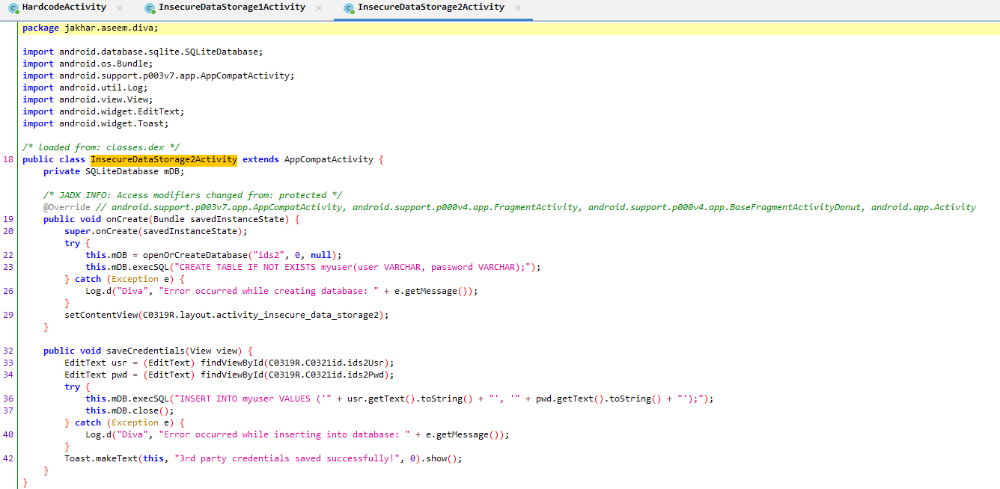 HardcodeActivity × InsecureDataStorage1Activity × InsecureDataStorage2Activity ×
package jakhar.aseem.diva;
import android.database.sqlite.SQLiteDatabase;
import android.os.Bundle;
import android.support.p003v7.app.AppCompatActivity;
import android.util.Log;
import android.view.View;
import android.widget.EditText;
import android.widget.Toast;
/* loaded from: classes.dex */
18 public class InsecureDataStorage2Activity extends AppCompatActivity {
private SQLiteDatabase mDB;
/* JADX INFO: Access modifiers changed from: protected */
@Override // android.support.p003v7.app.AppCompatActivity, android.support.p000v4.app.FragmentActivity, android.support.p000v4.app.BaseFragmentActivityDonut, android.app.Activity
19 public void onCreate(Bundle savedInstanceState) {
20 super.onCreate(savedInstanceState);
try {
22 this.mDB = openOrCreateDatabase("ids2", 0, null);
23 this.mDB.execSQL("CREATE TABLE IF NOT EXISTS myuser(user VARCHAR, password VARCHAR);");
} catch (Exception e) {
26 Log.d("Diva", "Error occurred while creating database: " + e.getMessage());
}
29 setContentView(C0319R.layout.activity_insecure_data_storage2);
}
32 public void saveCredentials(View view) {
33 EditText usr = (EditText) findViewById(C0319R.C0321id.ids2Usr);
34 EditText pwd = (EditText) findViewById(C0319R.C0321id.ids2Pwd);
try {
36 this.mDB.execSQL("INSERT INTO myuser VALUES ('" + usr.getText().toString() + "', '" + pwd.getText().toString() + "');");
37 this.mDB.close();
} catch (Exception e) {
40 Log.d("Diva", "Error occurred while inserting into database: " + e.getMessage());
}
42 Toast.makeText(this, "3rd party credentials saved successfully!", 0).show();
}
}